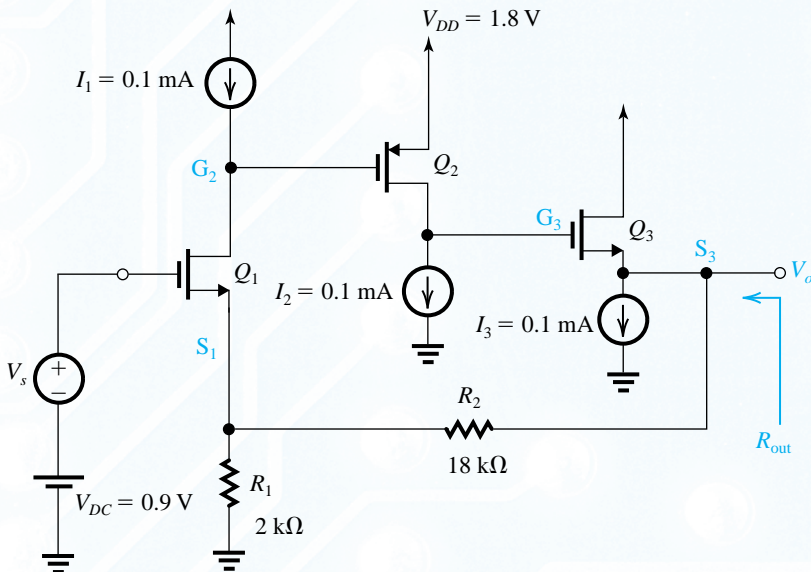 V_DD = 1.8 V
I_1 = 0.1 mA
G_2
Q_2
G_3
Q_3
S_3
V_o
Q_1
I_2 = 0.1 mA
I_3 = 0.1 mA
S_1
V_s
+
−
R_2
18 kΩ
R_out
R_1
V_DC = 0.9 V
2 kΩ